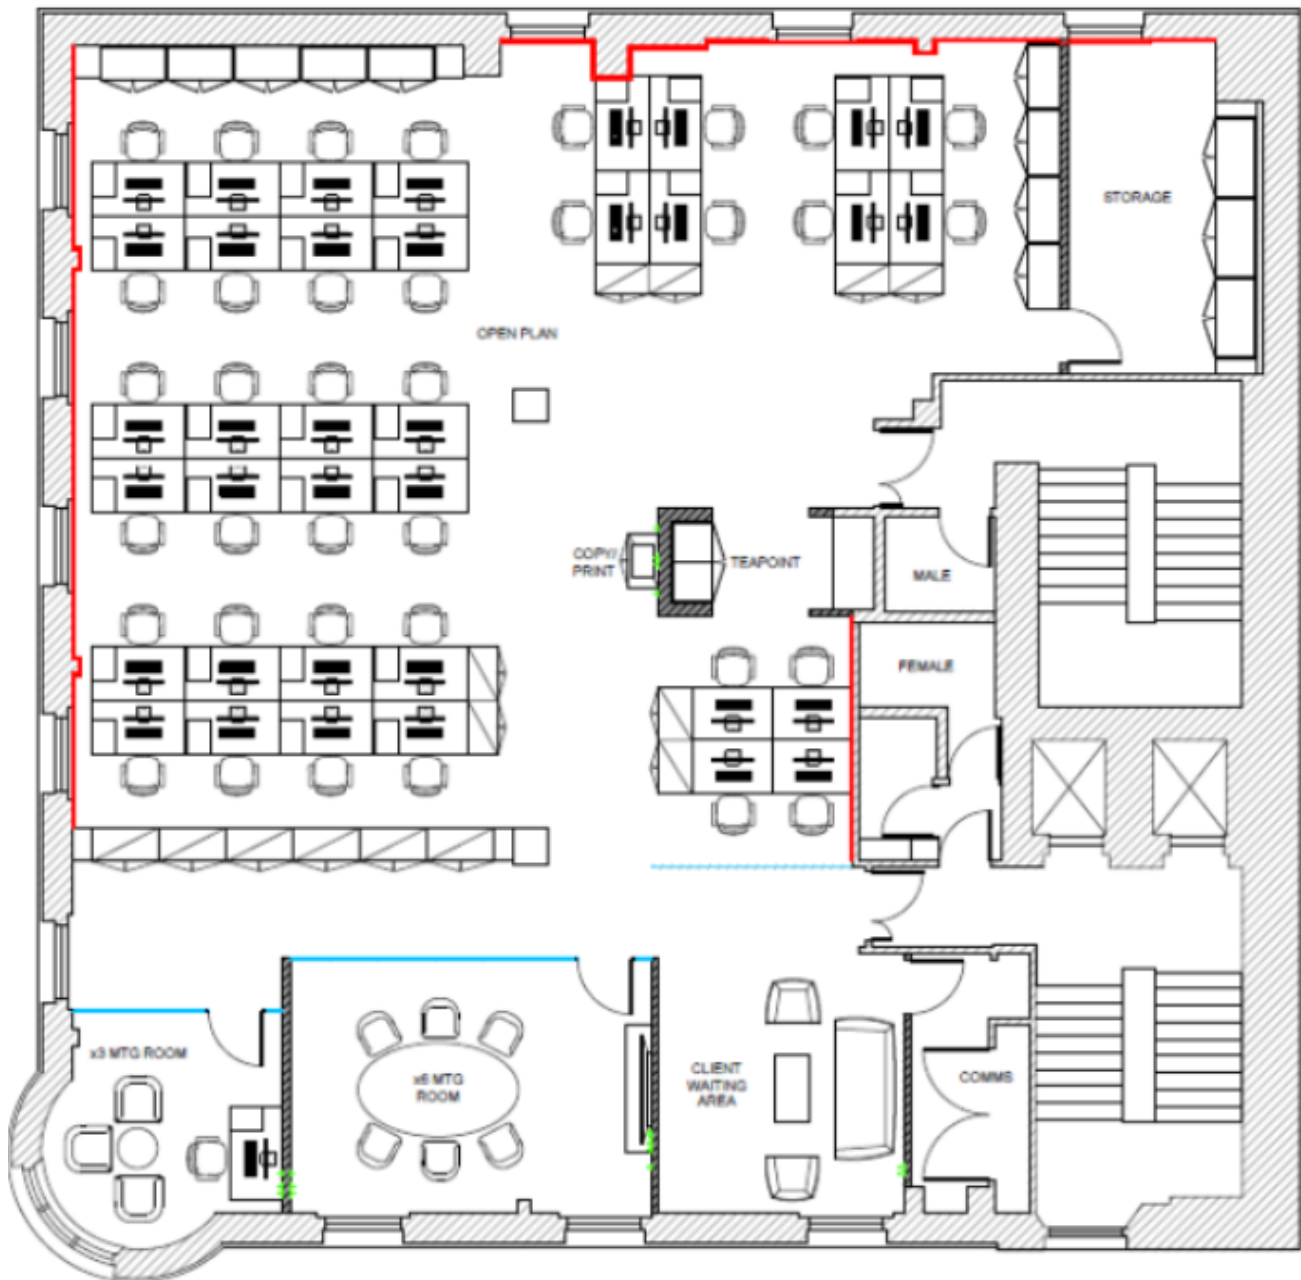 STORAGE
OPEN PLAN
COPY/
PRINT
TEAPOINT
MALE
FEMALE
x3 MTG ROOM
x6 MTG
ROOM
CLIENT
WAITING
AREA
COMMS